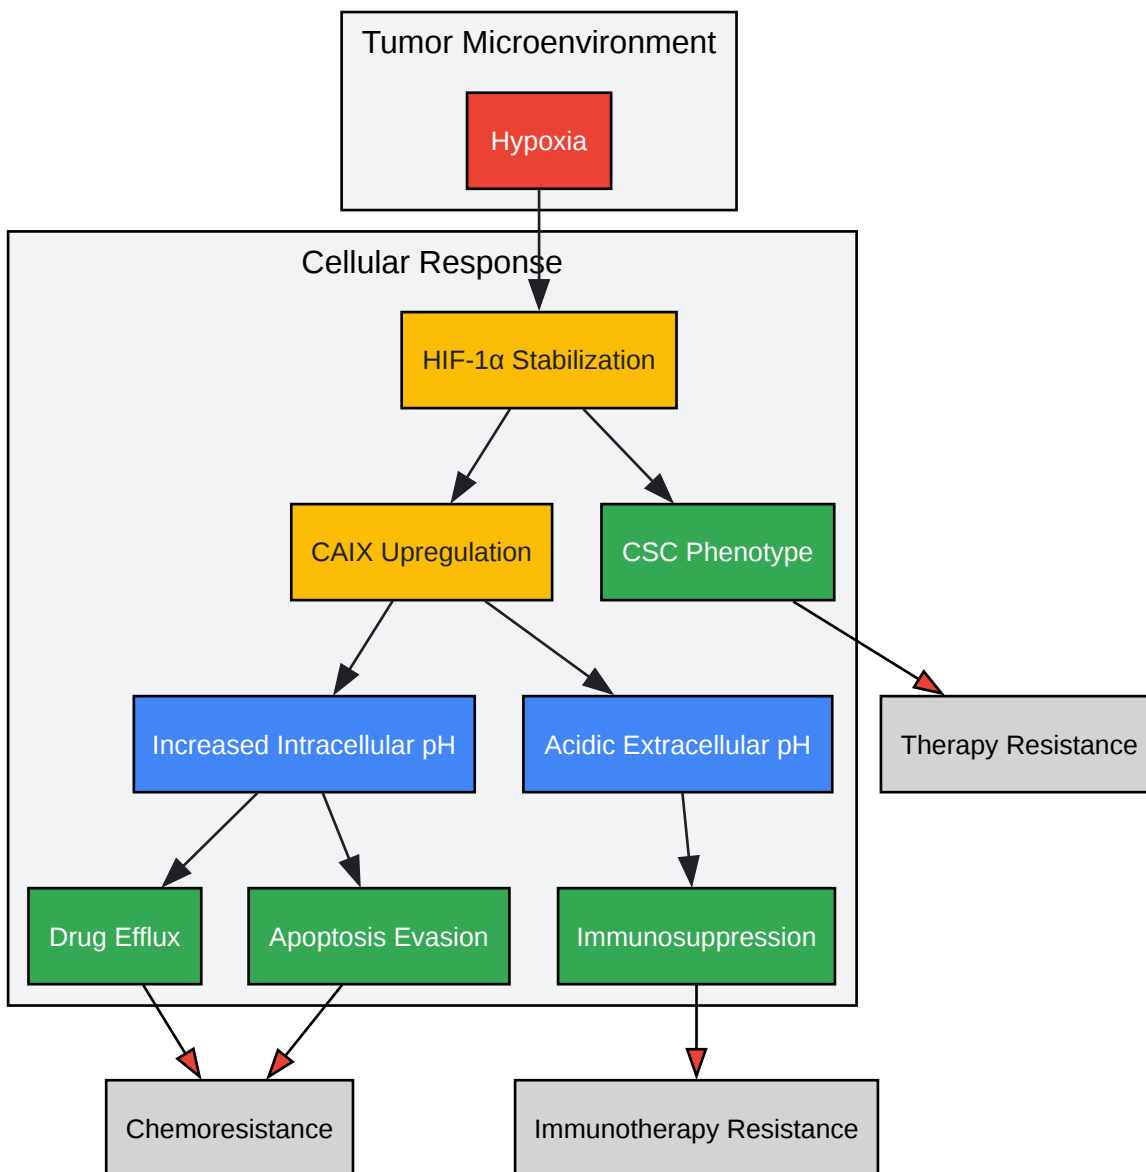 Tumor Microenvironment
Hypoxia
Cellular Response
HIF-1α Stabilization
CAIX Upregulation
CSC Phenotype
Increased Intracellular pH
Acidic Extracellular pH
Therapy Resistance
Drug Efflux
Apoptosis Evasion
Immunosuppression
Chemoresistance
Immunotherapy Resistance